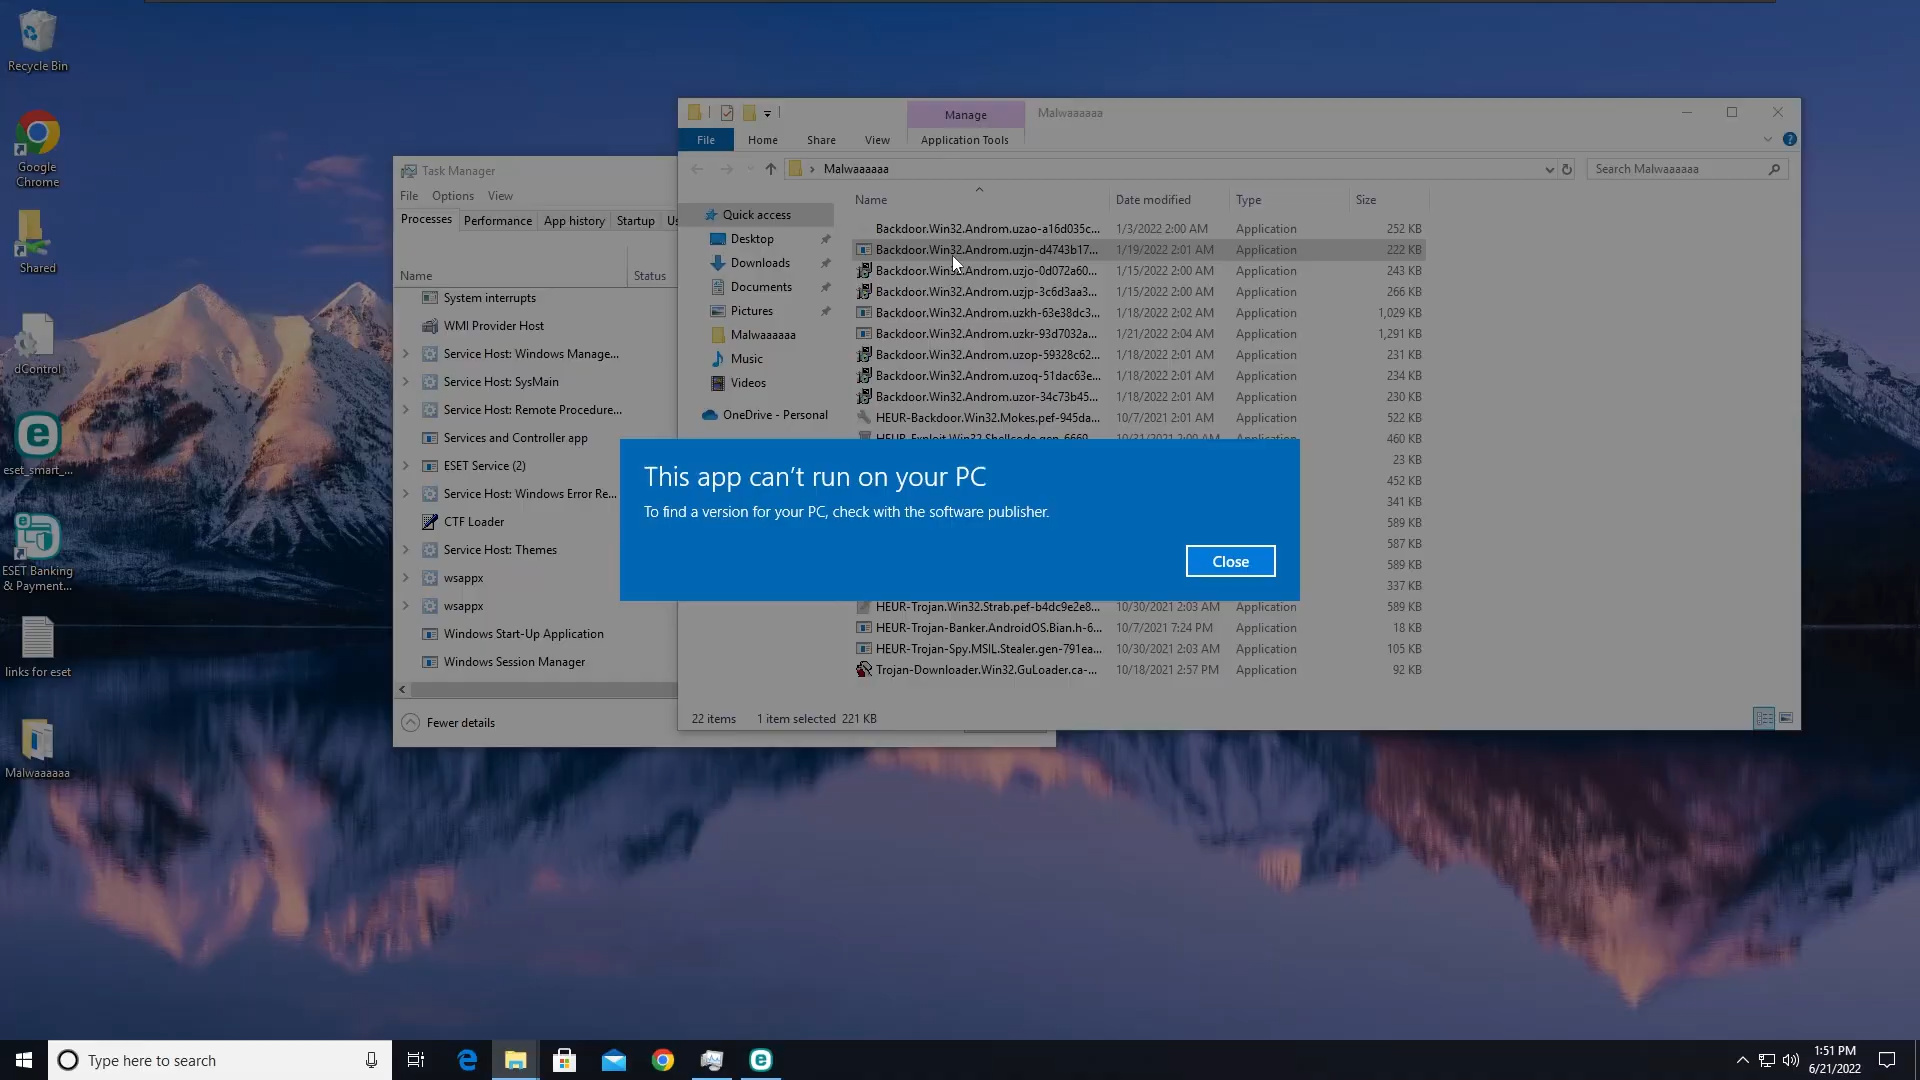 Recycle Bin
Google
Chrome
Shared
dControl
eset_smart_...
ESET Banking
& Payment...
links for eset
Malwaaaaaa
Task Manager
File Options View
Processes Performance App history Startup Us
Name Status
System interrupts
WMI Provider Host
Service Host: Windows Manage...
Service Host: SysMain
Service Host: Remote Procedure...
Services and Controller app
ESET Service (2)
Service Host: Windows Error Re...
CTF Loader
Service Host: Themes
wsappx
wsappx
Windows Start-Up Application
Windows Session Manager
Fewer details
Manage Malwaaaaaa
File Home Share View Application Tools
Malwaaaaaa Search Malwaaaaaa
Quick access
Desktop
Downloads
Documents
Pictures
Malwaaaaaa
Music
Videos
OneDrive - Personal
Name Date modified Type Size
Backdoor.Win32.Androm.uzao-a16d035c... 1/3/2022 2:00 AM Application 252 KB
Backdoor.Win32.Androm.uzjn-d4743b17... 1/19/2022 2:01 AM Application 222 KB
Backdoor.Win32.Androm.uzjo-0d072a60... 1/15/2022 2:00 AM Application 243 KB
Backdoor.Win32.Androm.uzjp-3c6d3aa3... 1/15/2022 2:00 AM Application 266 KB
Backdoor.Win32.Androm.uzkh-63e38dc3... 1/18/2022 2:02 AM Application 1,029 KB
Backdoor.Win32.Androm.uzkr-93d7032a... 1/21/2022 2:04 AM Application 1,291 KB
Backdoor.Win32.Androm.uzop-59328c62... 1/18/2022 2:01 AM Application 231 KB
Backdoor.Win32.Androm.uzoq-51dac63e... 1/18/2022 2:01 AM Application 234 KB
Backdoor.Win32.Androm.uzor-34c73b45... 1/18/2022 2:01 AM Application 230 KB
HEUR-Backdoor.Win32.Mokes.pef-945da... 10/7/2021 2:01 AM Application 522 KB
HEUR-Exploit.Win32.Shellcode.gen-6669... 10/31/2021 2:00 AM Application 460 KB
23 KB
452 KB
341 KB
589 KB
587 KB
589 KB
337 KB
HEUR-Trojan.Win32.Strab.pef-b4dc9e2e8... 10/30/2021 2:03 AM Application 589 KB
HEUR-Trojan-Banker.AndroidOS.Bian.h-6... 10/7/2021 7:24 PM Application 18 KB
HEUR-Trojan-Spy.MSIL.Stealer.gen-791ea... 10/30/2021 2:03 AM Application 105 KB
Trojan-Downloader.Win32.GuLoader.ca-... 10/18/2021 2:57 PM Application 92 KB
22 items 1 item selected 221 KB
This app can't run on your PC
To find a version for your PC, check with the software publisher.
Close
Type here to search
1:51 PM
6/21/2022